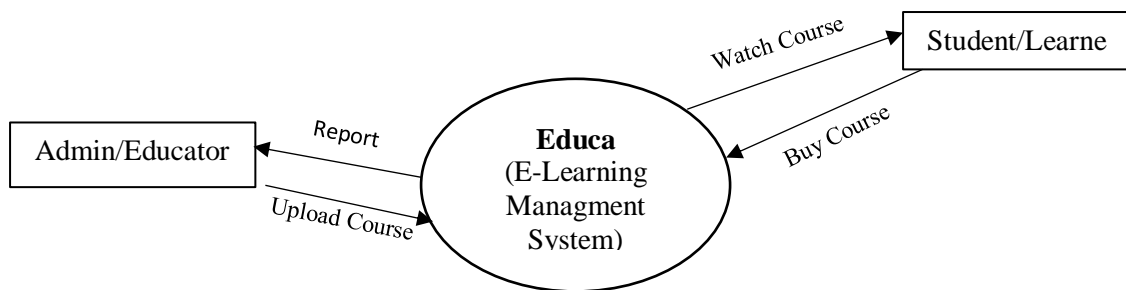 Watch Course
Student/Learne
Buy Course
Admin/Educator
Report
Upload Course
Educa
(E-Learning
Managment
System)